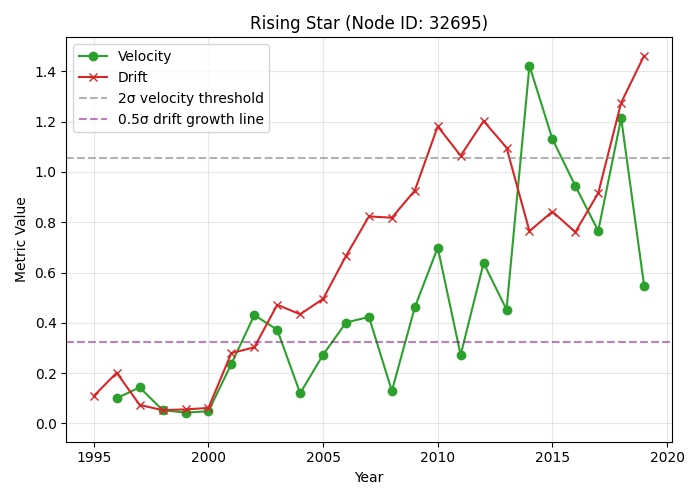 Rising Star (Node ID: 32695)
Velocity
Drift
2σ velocity threshold
0.5σ drift growth line
Metric Value
1.4
1.2
1.0
0.8
0.6
0.4
0.2
0.0
1995 2000 2005 2010 2015 2020
Year